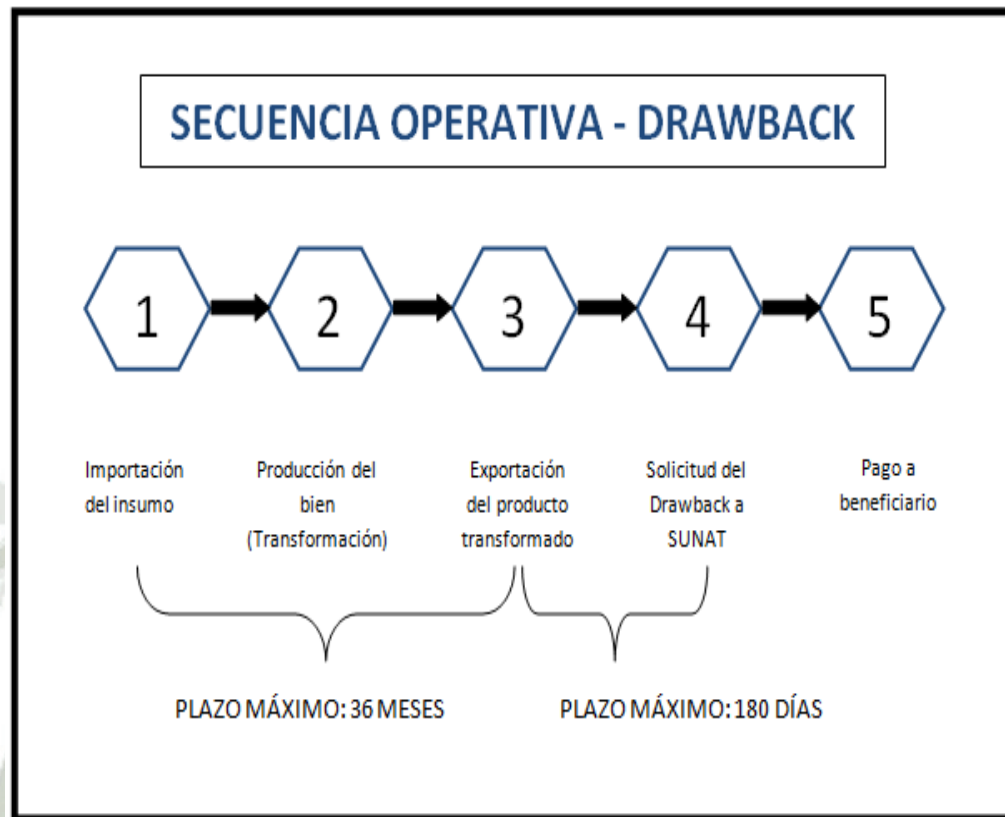 SECUENCIA OPERATIVA - DRAWBACK
1
2
3
4
5
Importación
del insumo
Producción del
bien
(Transformación)
Exportación
del producto
transformado
Solicitud del
Drawback a
SUNAT
Pago a
beneficiario
PLAZO MÁXIMO: 36 MESES
PLAZO MÁXIMO: 180 DÍAS